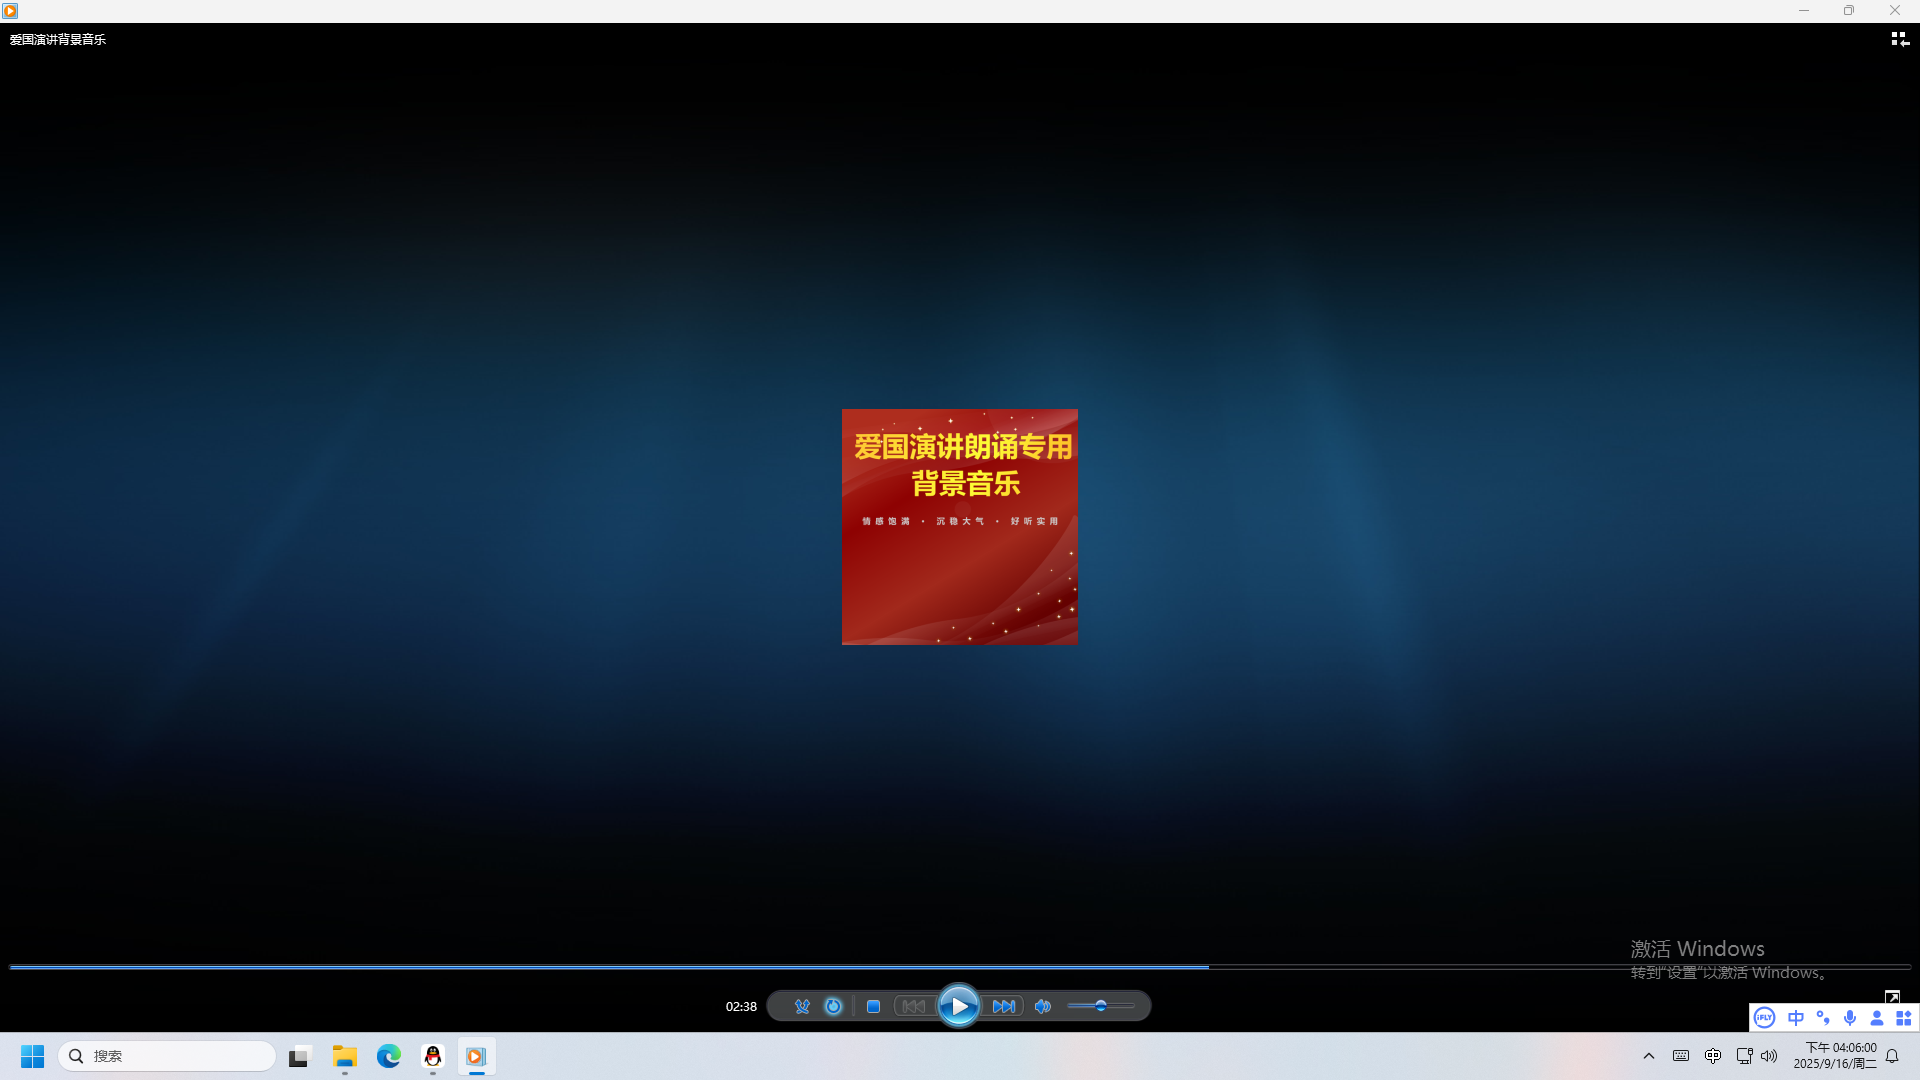 爱国演讲背景音乐
爱国演讲朗诵专用
背景音乐
情感饱满 · 沉稳大气 · 好听实用
激活 Windows
转到“设置”以激活 Windows。
02:38
iFLY 中
搜索
中
下午 04:06:00
2025/9/16/周二